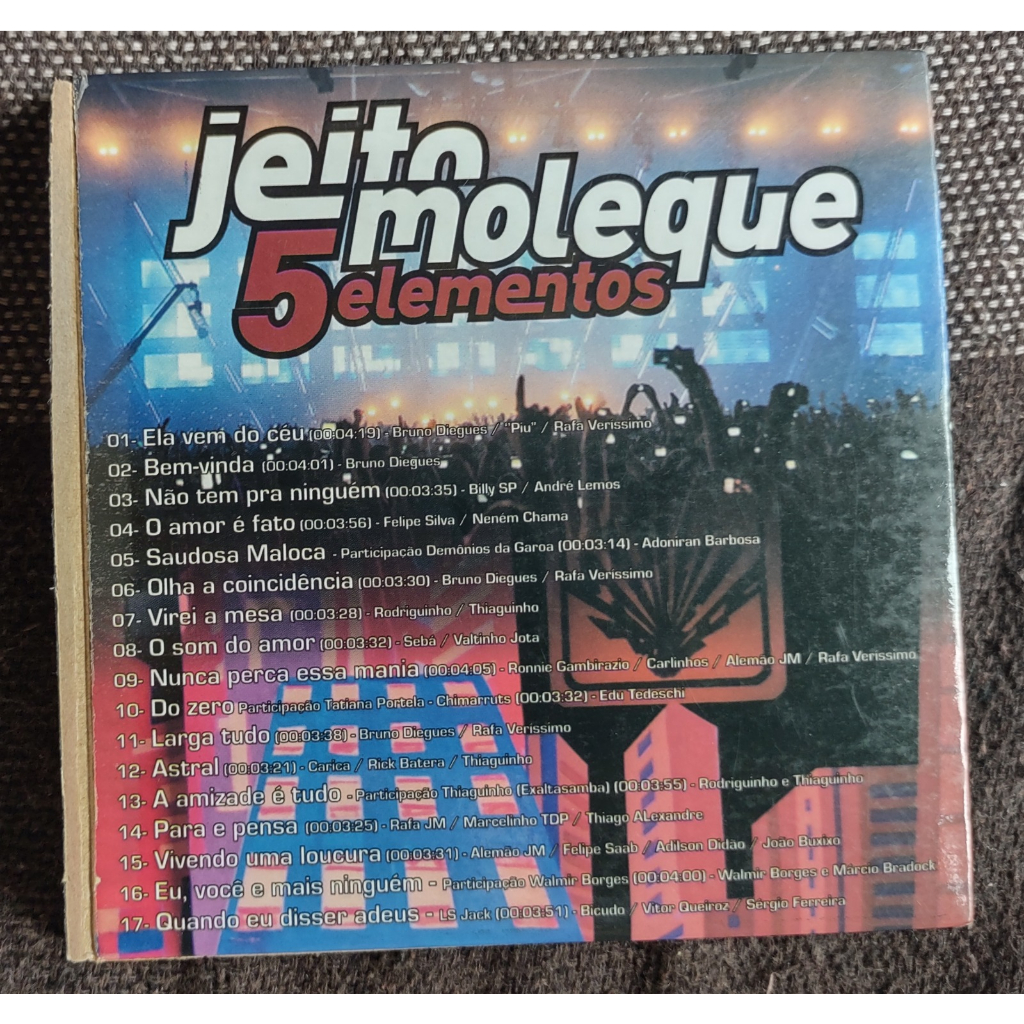 jeito
moleque
5 elementos
01- Ela vem do céu (00:04:19) - Bruno Diegues / "Piu" / Rafa Veríssimo
02- Bem-vinda (00:04:01) - Bruno Diegues
03- Não tem pra ninguém (00:03:35) - Billy SP / André Lemos
04- O amor é fato (00:03:56) - Felipe Silva / Neném Chama
05- Saudosa Maloca - Participação Demônios da Garoa (00:03:14) - Adoniran Barbosa
06- Olha a coincidência (00:03:30) - Bruno Diegues / Rafa Veríssimo
07- Virei a mesa (00:03:28) - Rodriguinho / Thiaguinho
08- O som do amor (00:03:32) - Sebá / Valtinho Jota
09- Nunca perca essa mania (00:04:05) - Ronnie Gambirazio / Carlinhos / Alemão JM / Rafa Veríssimo
10- Do zero Participação Tatiana Portela - Chimarruts (00:03:32) - Edu Tedeschi
11- Larga tudo (00:03:38) - Bruno Diegues / Rafa Veríssimo
12- Astral (00:03:21) - Carica / Rick Batera / Thiaguinho
13- A amizade é tudo - Participação Thiaguinho (Exaltasamba) (00:03:55) - Rodriguinho e Thiaguinho
14- Para e pensa (00:03:25) - Rafa JM / Marcelinho TDP / Thiago ALexandre
15- Vivendo uma loucura (00:03:31) - Alemão JM / Felipe Saab / Adilson Didão / João Buxixo
16- Eu, você e mais ninguém - Participação Walmir Borges (00:04:00) - Walmir Borges e Márcio Bradock
17- Quando eu disser adeus - LS Jack (00:03:51) - Bicudo / Vitor Queiroz / Sérgio Ferreira